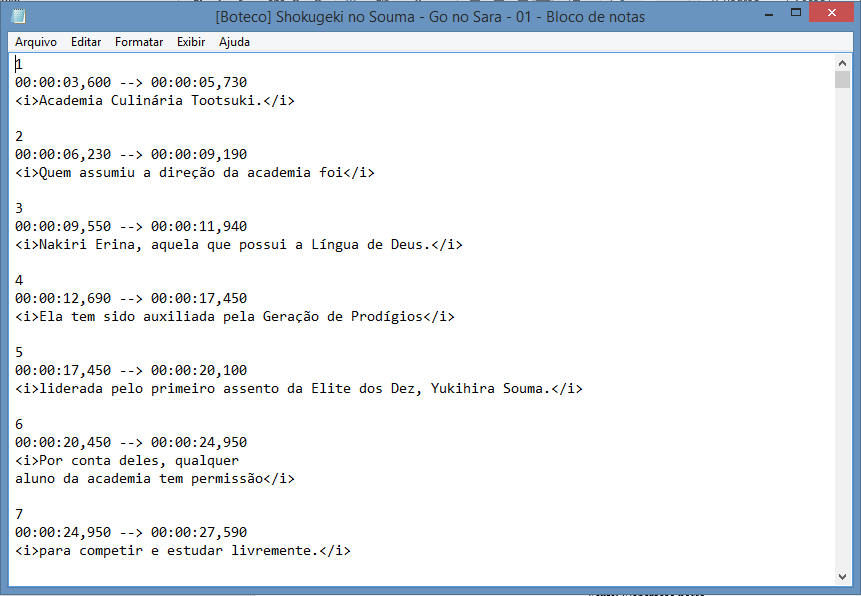 [Boteco] Shokugeki no Souma - Go no Sara - 01 - Bloco de notas
Arquivo Editar Formatar Exibir Ajuda
1
00:00:03,600 --> 00:00:05,730
<i>Academia Culinária Tootsuki.</i>
2
00:00:06,230 --> 00:00:09,190
<i>Quem assumiu a direção da academia foi</i>
3
00:00:09,550 --> 00:00:11,940
<i>Nakiri Erina, aquela que possui a Língua de Deus.</i>
4
00:00:12,690 --> 00:00:17,450
<i>Ela tem sido auxiliada pela Geração de Prodígios</i>
5
00:00:17,450 --> 00:00:20,100
<i>liderada pelo primeiro assento da Elite dos Dez, Yukihira Souma.</i>
6
00:00:20,450 --> 00:00:24,950
<i>Por conta deles, qualquer
aluno da academia tem permissão</i>
7
00:00:24,950 --> 00:00:27,590
<i>para competir e estudar livremente.</i>